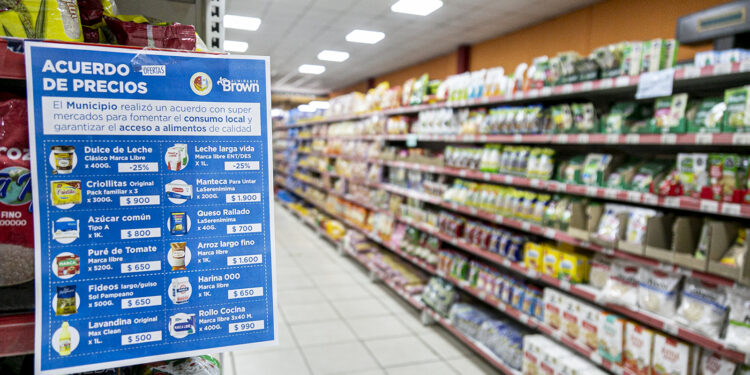 ACUERDO OFERTAS
DE PRECIOS
ALMIRANTE
Brown
El Municipio realizó un acuerdo con super
mercados para fomentar el consumo local y
garantizar el acceso a alimentos de calidad
Dulce de Leche
Clásico Marca libre
x 400G.
-25%
Leche larga vida
Marca libre ENT/DES
x 1L.
-25%
Criollitas Original
Pack familiar x 3
x 300G.
$ 900
Manteca Para Untar
LaSerenísima
x 200G.
$ 1.900
Azúcar común
Tipo A
x 1K.
$ 800
Queso Rallado
LaSerenísima
x 40G.
$ 700
Puré de Tomate
Marca libre
x 520G.
$ 650
Arroz largo fino
Marca libre
x 1K.
$ 1.600
Fideos largo/guiso
Sol Pampeano
x 500G.
$ 650
Harina 000
Marca libre
x 1K.
$ 650
Lavandina Original
Max Clean
x 1L.
$ 500
Rollo Cocina
Marca libre 3x40 M.
x 400G.
$ 990
FINO